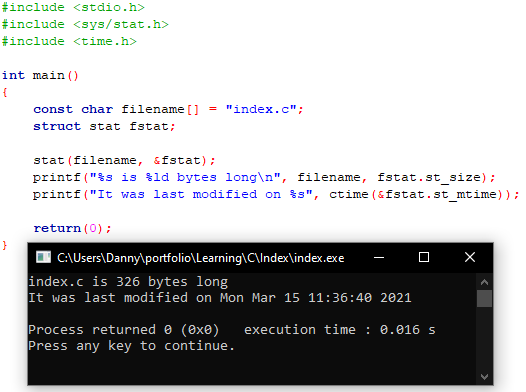 #include <stdio.h>
#include <sys/stat.h>
#include <time.h>

int main()
{
    const char filename[] = "index.c";
    struct stat fstat;

    stat(filename, &fstat);
    printf("%s is %ld bytes long\n", filename, fstat.st_size);
    printf("It was last modified on %s", ctime(&fstat.st_mtime));

    return(0);
}
C:\Users\Danny\portfolio\Learning\C\Index\index.exe
index.c is 326 bytes long
It was last modified on Mon Mar 15 11:36:40 2021

Process returned 0 (0x0)   execution time : 0.016 s
Press any key to continue.